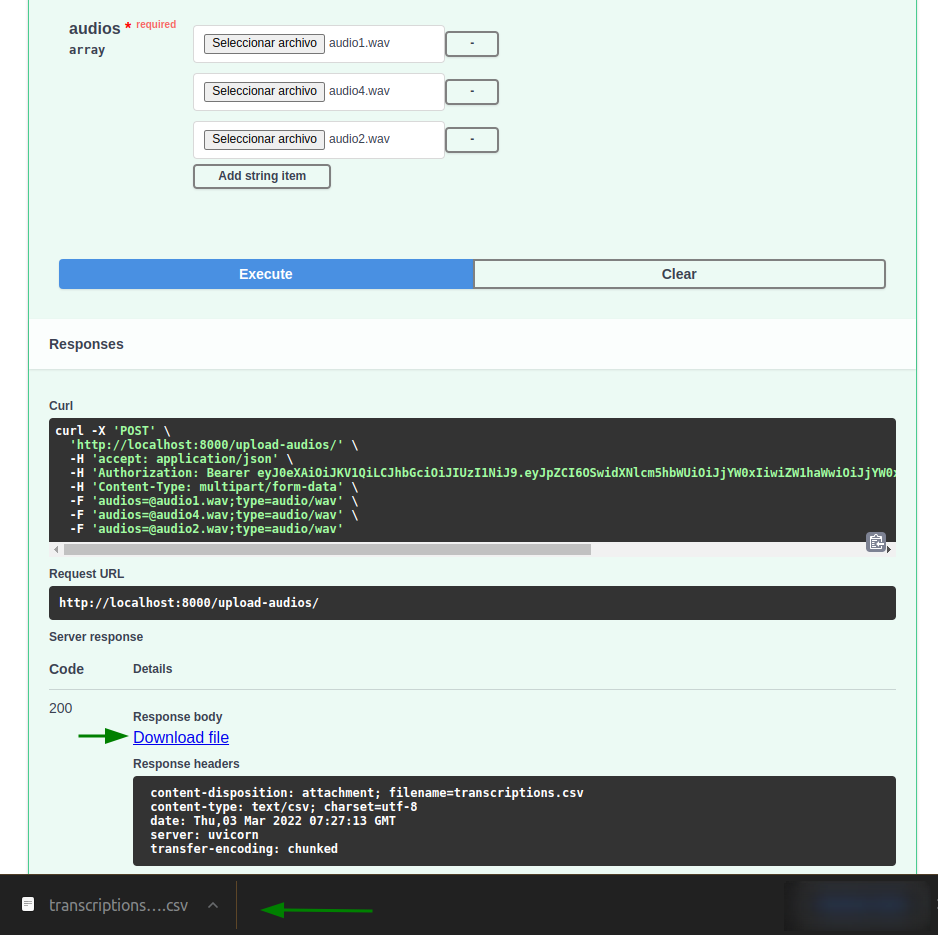 audios * required
array
Seleccionar archivo audio1.wav
-
Seleccionar archivo audio4.wav
-
Seleccionar archivo audio2.wav
-
Add string item
Execute
Clear
Responses
Curl
curl -X 'POST' \
'http://localhost:8000/upload-audios/' \
-H 'accept: application/json' \
-H 'Authorization: Bearer eyJ0eXAiOiJKV1QiLCJhbGciOiJIUzI1NiJ9.eyJpZCI6OSwidXNlcm5hbWUiOiJjYW0xIiwiZW1haWwiOiJjYW0x
-H 'Content-Type: multipart/form-data' \
-F 'audios=@audio1.wav;type=audio/wav' \
-F 'audios=@audio4.wav;type=audio/wav' \
-F 'audios=@audio2.wav;type=audio/wav'
Request URL
http://localhost:8000/upload-audios/
Server response
Code Details
200
Response body
Download file
Response headers
content-disposition: attachment; filename=transcriptions.csv
content-type: text/csv; charset=utf-8
date: Thu,03 Mar 2022 07:27:13 GMT
server: uvicorn
transfer-encoding: chunked
transcriptions....csv